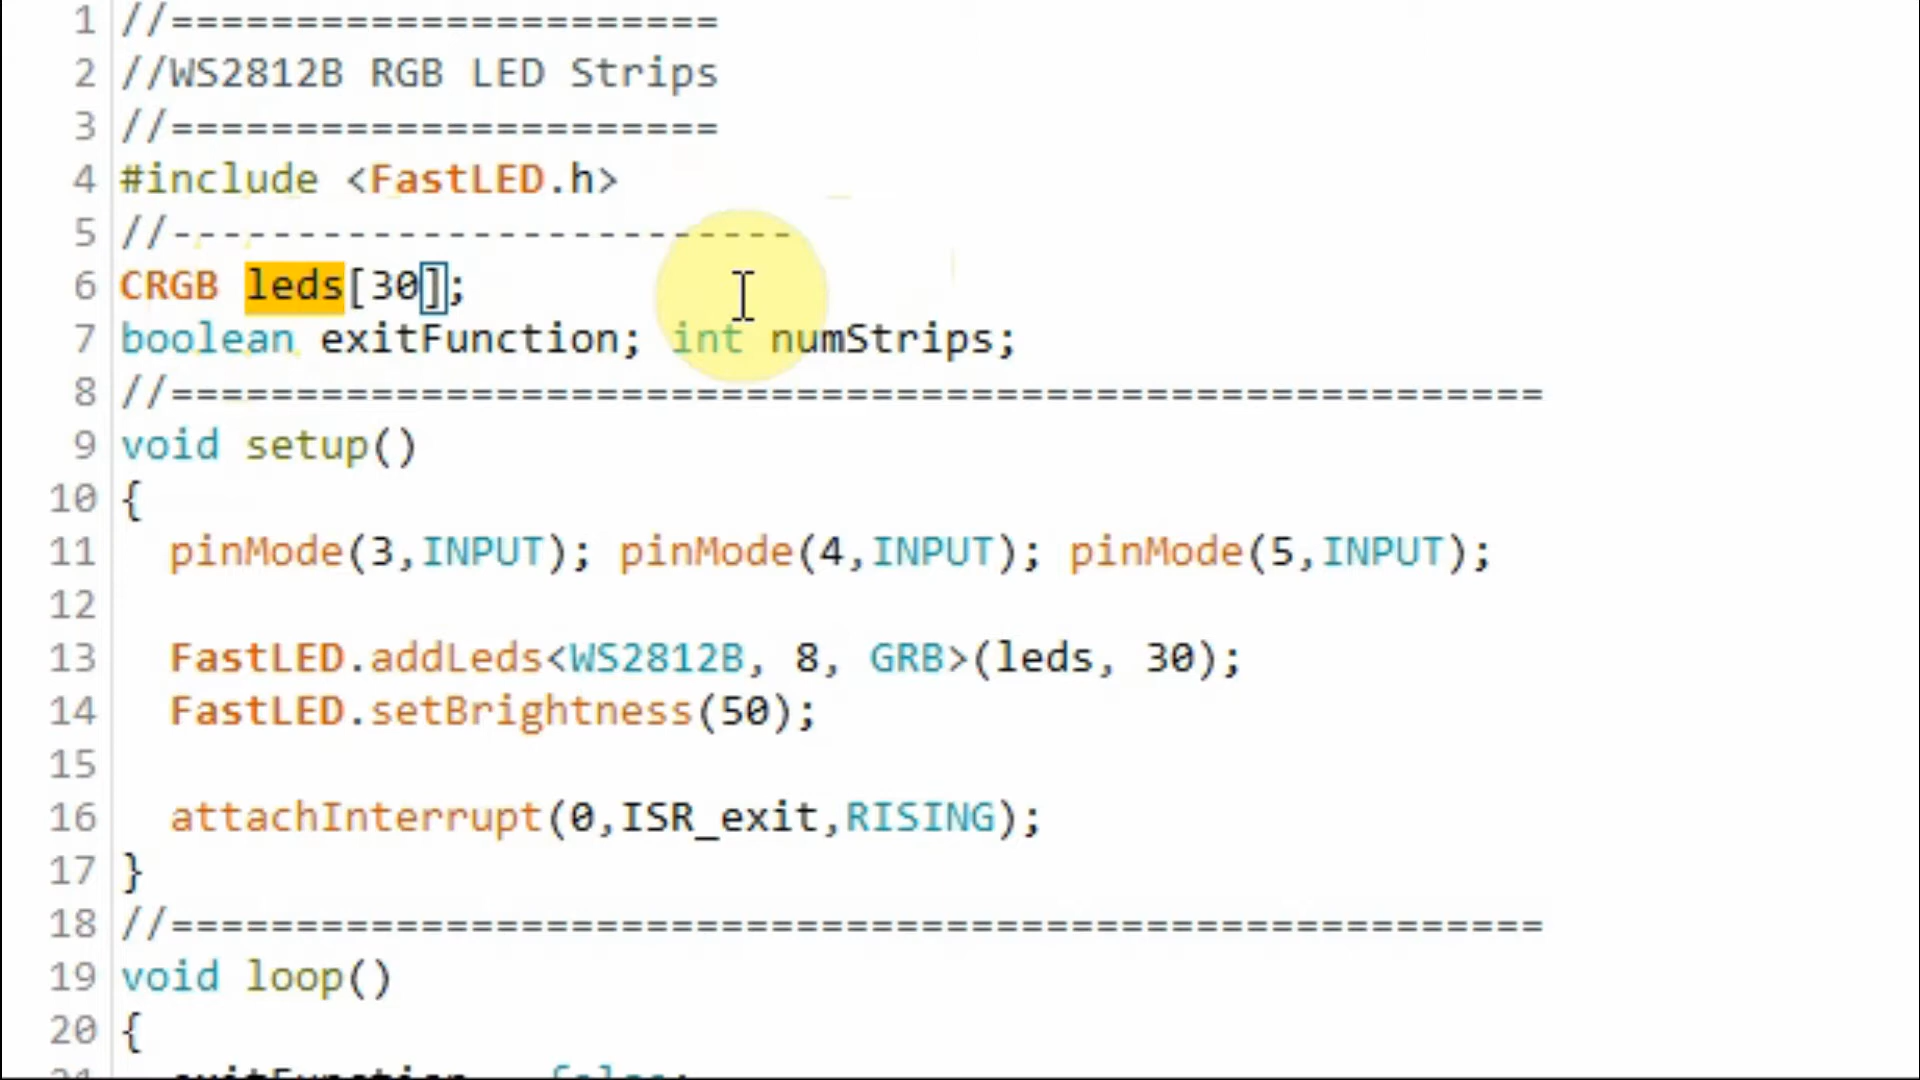 1 //======================
2 //WS2812B RGB LED Strips
3 //======================
4 #include <FastLED.h>
5 //-------------------------
6 CRGB leds[30];
7 boolean exitFunction; int numStrips;
8 //=======================================================
9 void setup()
10 {
11 pinMode(3,INPUT); pinMode(4,INPUT); pinMode(5,INPUT);
12
13 FastLED.addLeds<WS2812B, 8, GRB>(leds, 30);
14 FastLED.setBrightness(50);
15
16 attachInterrupt(0,ISR_exit,RISING);
17 }
18 //=======================================================
19 void loop()
20 {
21 exitFunction = false;